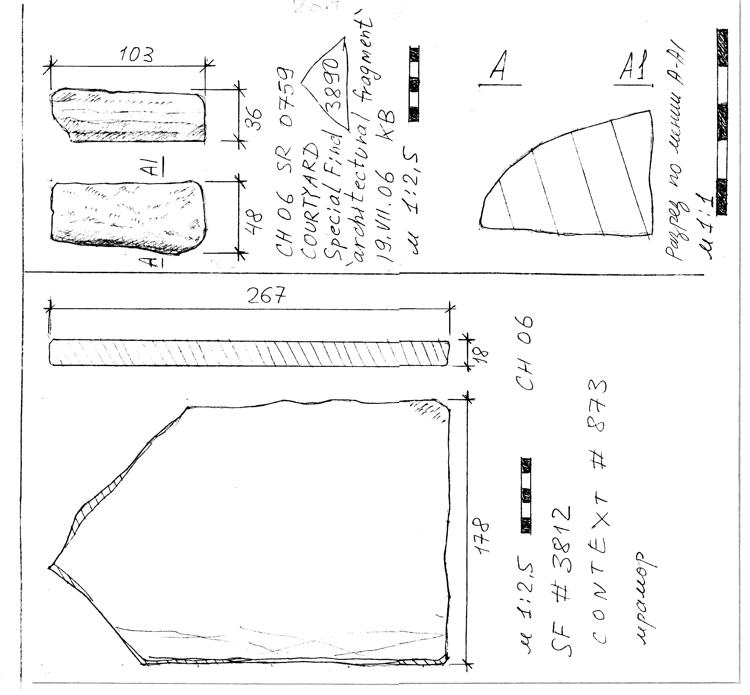 103
36
A1
48
A1
CH 06 SR 0759
COURTYARD
Special Find 3890
`architectural fragment`
19.VII.06 KB
м 1:2,5
A A1
Разрез по линии A-A1
м 1:1
267
18
178
CH 06
м 1:2,5
SF # 3812
CONTEXT # 873
мрамор